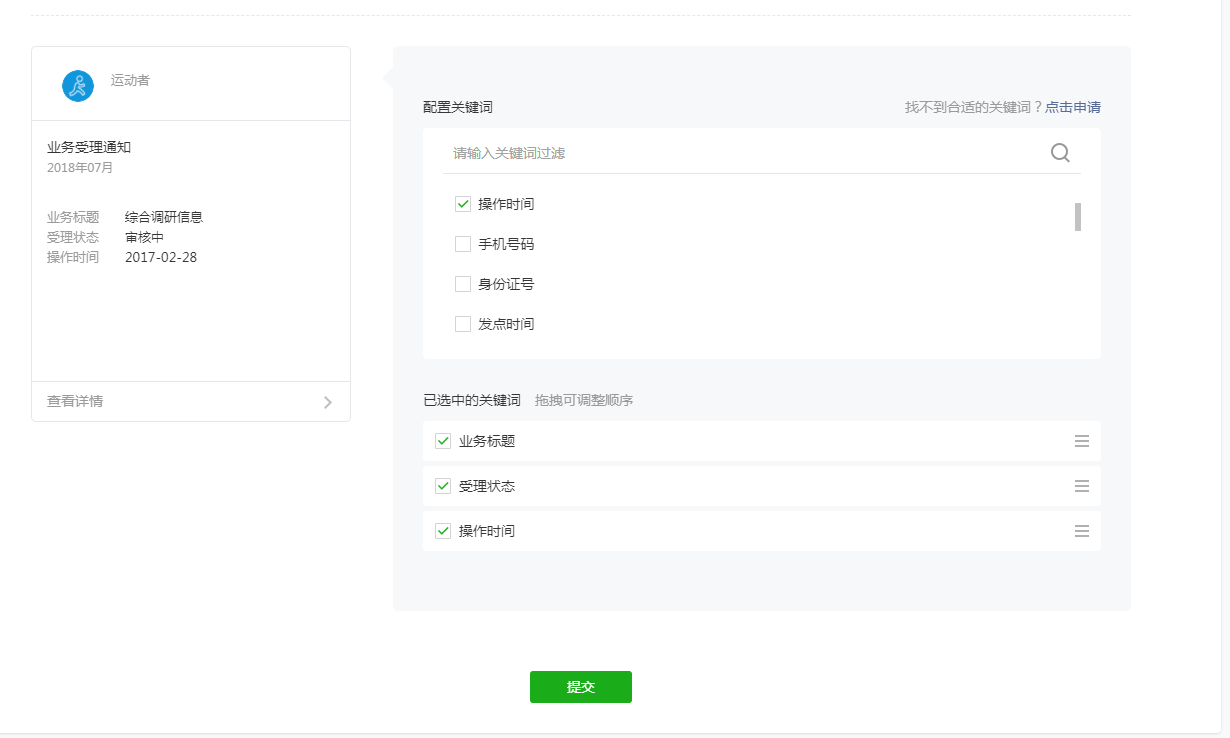 运动者
业务受理通知
2018年07月
业务标题 综合调研信息
受理状态 审核中
操作时间 2017-02-28
查看详情
配置关键词 找不到合适的关键词？点击申请
请输入关键词过滤
操作时间
手机号码
身份证号
发点时间
已选中的关键词 拖拽可调整顺序
业务标题
受理状态
操作时间
提交